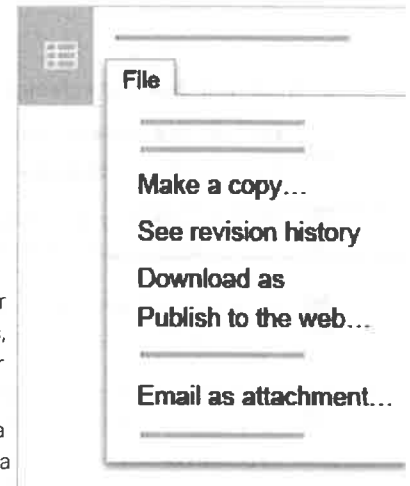 File
Make a copy...
See revision history
Download as
Publish to the web...
Email as attachment...
r
,
r
a
a